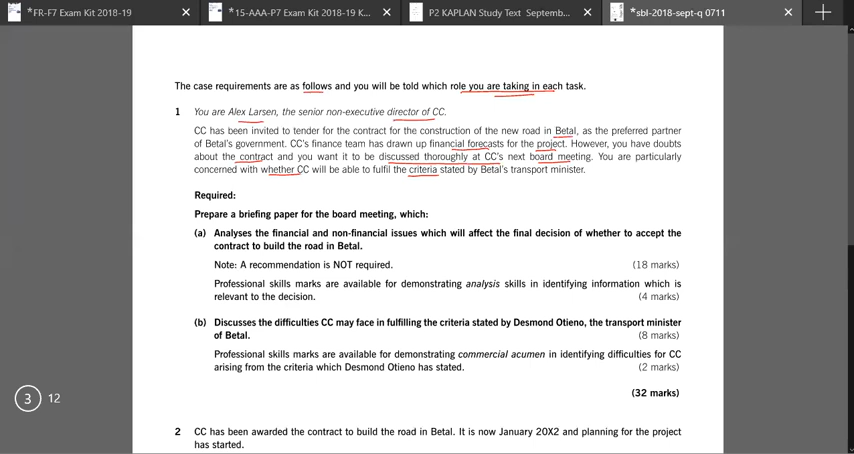 *FR-F7 Exam Kit 2018-19
*15-AAA-P7 Exam Kit 2018-19 K...
P2 KAPLAN Study Text Septemb...
*sbl-2018-sept-q 0711
The case requirements are as follows and you will be told which role you are taking in each task.
1 You are Alex Larsen, the senior non-executive director of CC.
CC has been invited to tender for the contract for the construction of the new road in Betal, as the preferred partner
of Betal's government. CC's finance team has drawn up financial forecasts for the project. However, you have doubts
about the contract and you want it to be discussed thoroughly at CC's next board meeting. You are particularly
concerned with whether CC will be able to fulfil the criteria stated by Betal's transport minister.
Required:
Prepare a briefing paper for the board meeting, which:
(a) Analyses the financial and non-financial issues which will affect the final decision of whether to accept the
contract to build the road in Betal.
Note: A recommendation is NOT required. (18 marks)
Professional skills marks are available for demonstrating analysis skills in identifying information which is
relevant to the decision. (4 marks)
(b) Discusses the difficulties CC may face in fulfilling the criteria stated by Desmond Otieno, the transport minister
of Betal. (8 marks)
Professional skills marks are available for demonstrating commercial acumen in identifying difficulties for CC
arising from the criteria which Desmond Otieno has stated. (2 marks)
(32 marks)
3 12
2 CC has been awarded the contract to build the road in Betal. It is now January 20X2 and planning for the project
has started.